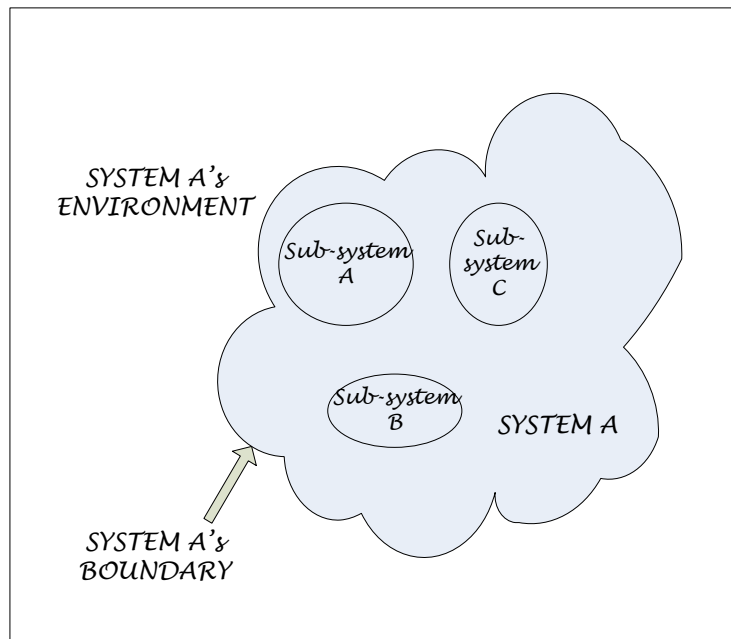 SYSTEM A's
ENVIRONMENT
Sub-system
A
Sub-
system
C
Sub-system
B
SYSTEM A
SYSTEM A's
BOUNDARY